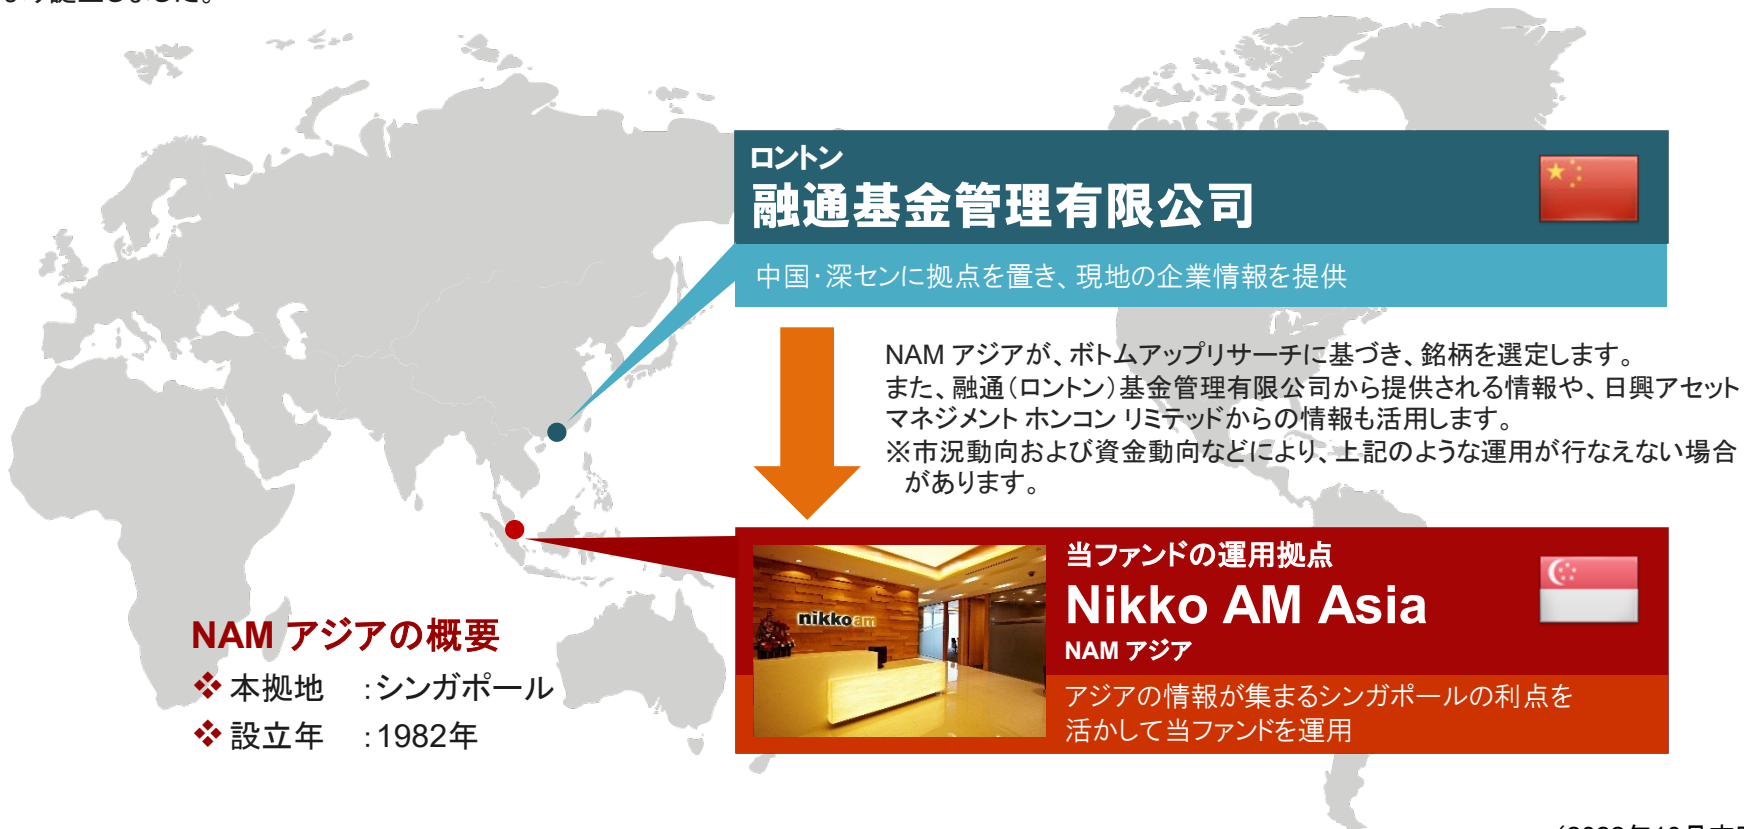 ロントン
融通基金管理有限公司
中国・深センに拠点を置き、現地の企業情報を提供
NAM アジアが、ボトムアップリサーチに基づき、銘柄を選定します。
また、融通（ロントン）基金管理有限公司から提供される情報や、日興アセット
マネジメント ホンコン リミテッドからの情報も活用します。
※市況動向および資金動向などにより、上記のような運用が行なえない場合
があります。
nikko am
当ファンドの運用拠点
Nikko AM Asia
NAM アジア
アジアの情報が集まるシンガポールの利点を
活かして当ファンドを運用
NAM アジアの概要
❖ 本拠地 ：シンガポール
❖ 設立年 ：1982年